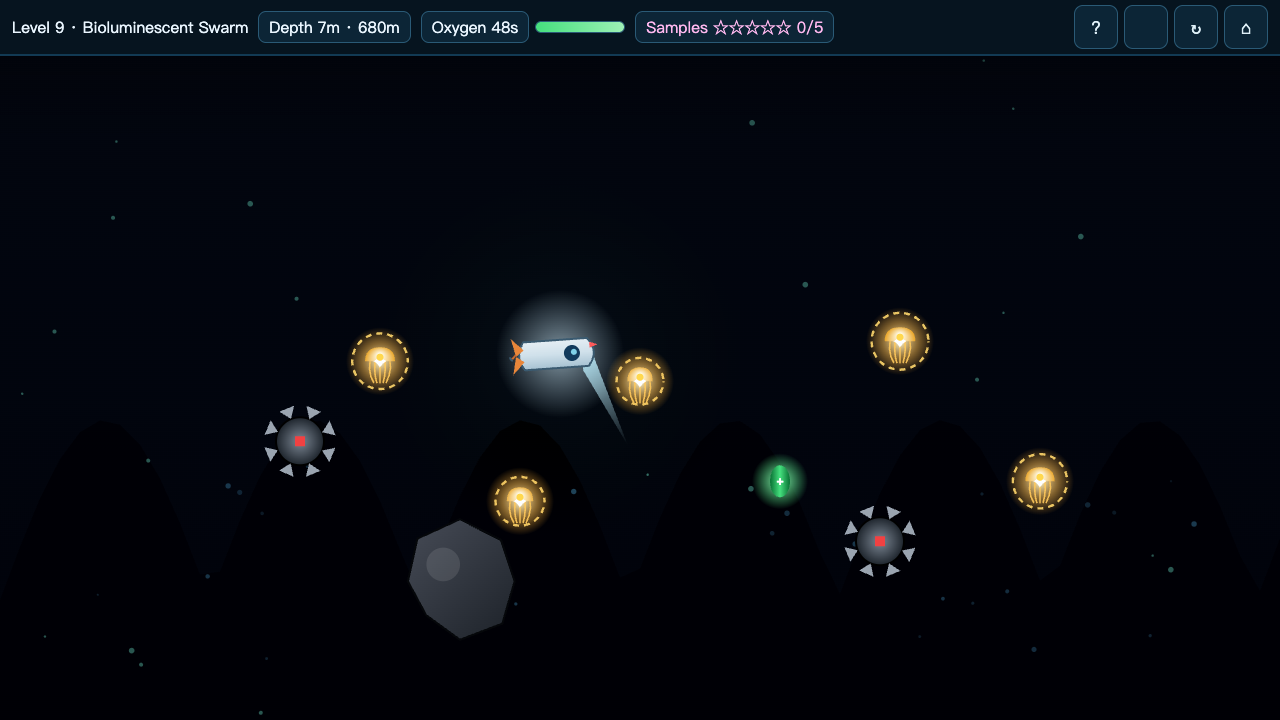 Level 9 · Bioluminescent Swarm
Depth 7m · 680m
Oxygen 48s
Samples ☆☆☆☆☆ 0/5
?
↻
⌂